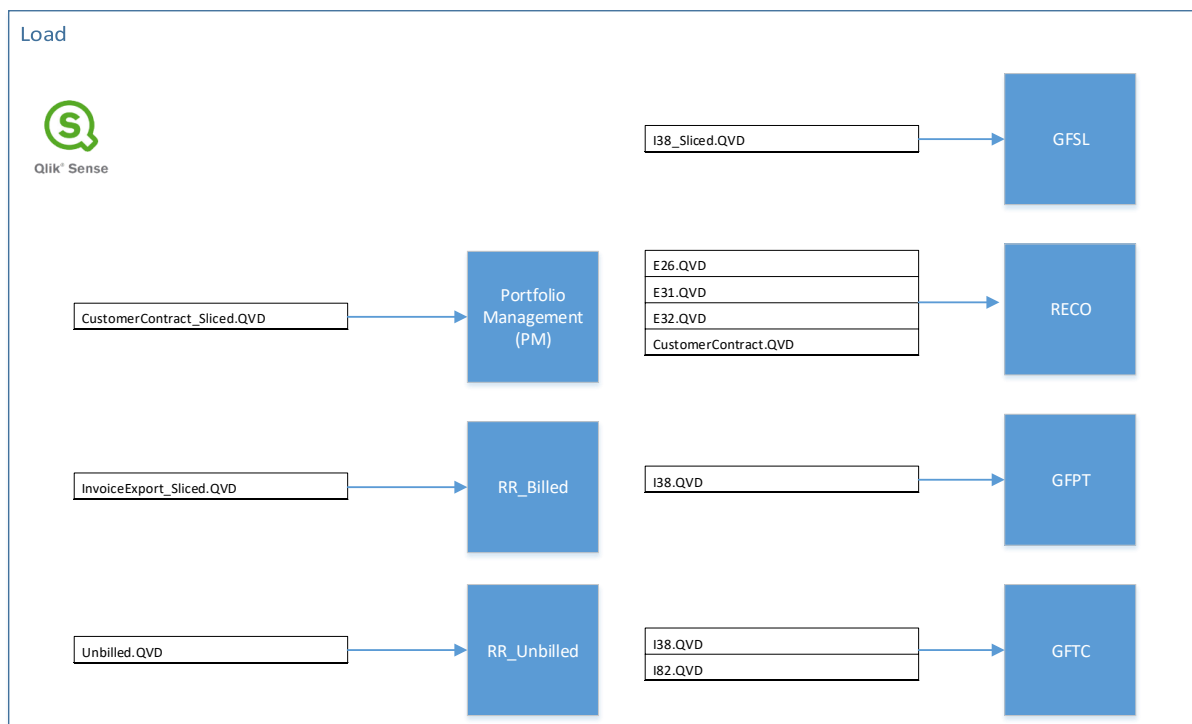 Load
Qlik® Sense
CustomerContract_Sliced.QVD
Portfolio
Management
(PM)
InvoiceExport_Sliced.QVD
RR_Billed
Unbilled.QVD
RR_Unbilled
I38_Sliced.QVD
GFSL
E26.QVD
E31.QVD
E32.QVD
CustomerContract.QVD
RECO
I38.QVD
GFPT
I38.QVD
I82.QVD
GFTC